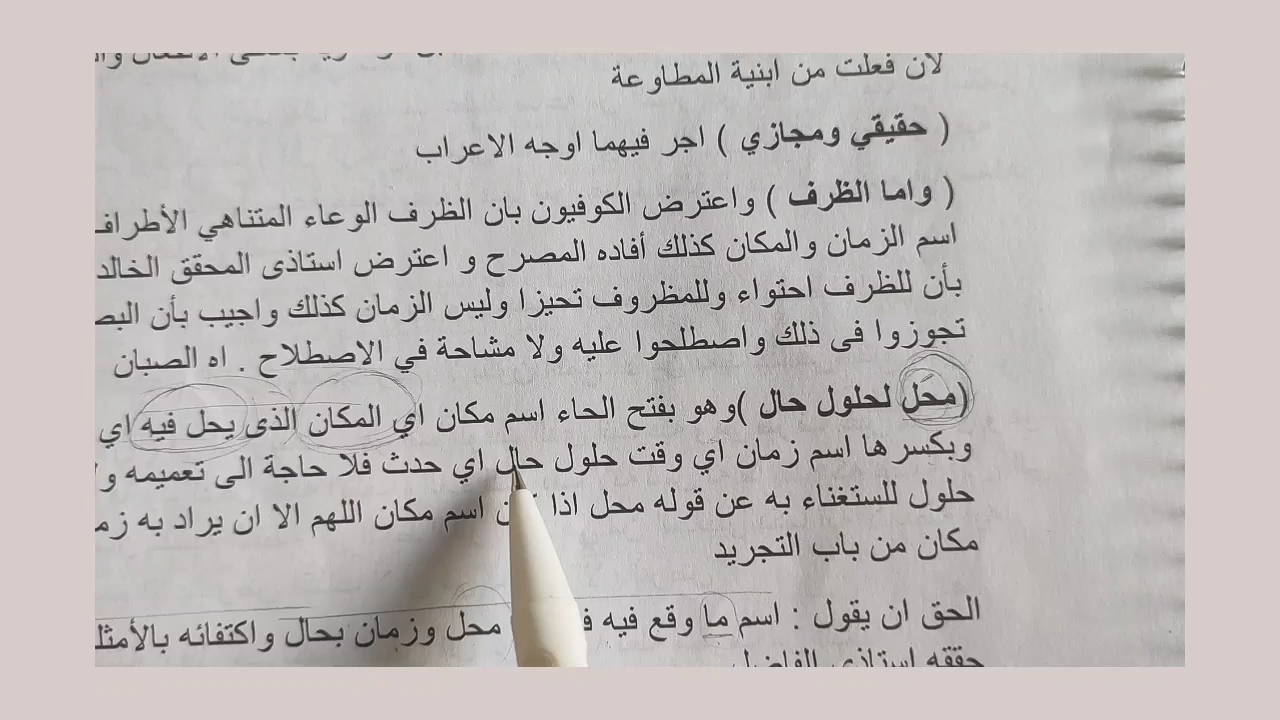 لان فعلت من ابنية المطاوعة
( حقيقي ومجازي ) اجر فيهما اوجه الاعراب
( واما الظرف ) واعترض الكوفيون بان الظرف الوعاء المتناهي الأطراف
اسم الزمان والمكان كذلك أفاده المصرح و اعترض استاذى المحقق الخالد
بأن للظرف احتواء وللمظروف تحيزا وليس الزمان كذلك واجيب بأن
تجوزوا فى ذلك واصطلحوا عليه ولا مشاحة في الاصطلاح . اه الصبان
(محَل لحلول حال )وهو بفتح الحاء اسم مكان اي المكان الذى يحل فيه اي
وبكسرها اسم زمان اي وقت حلول حال اي حدث فلا حاجة الى تعميمه
حلول للستغناء به عن قوله محل اذا اسم مكان اللهم الا ان يراد به
مكان من باب التجريد
الحق ان يقول : اسم ما وقع فيه محل وزمان بحال واكتفائه
حققه استاذى الفاضل